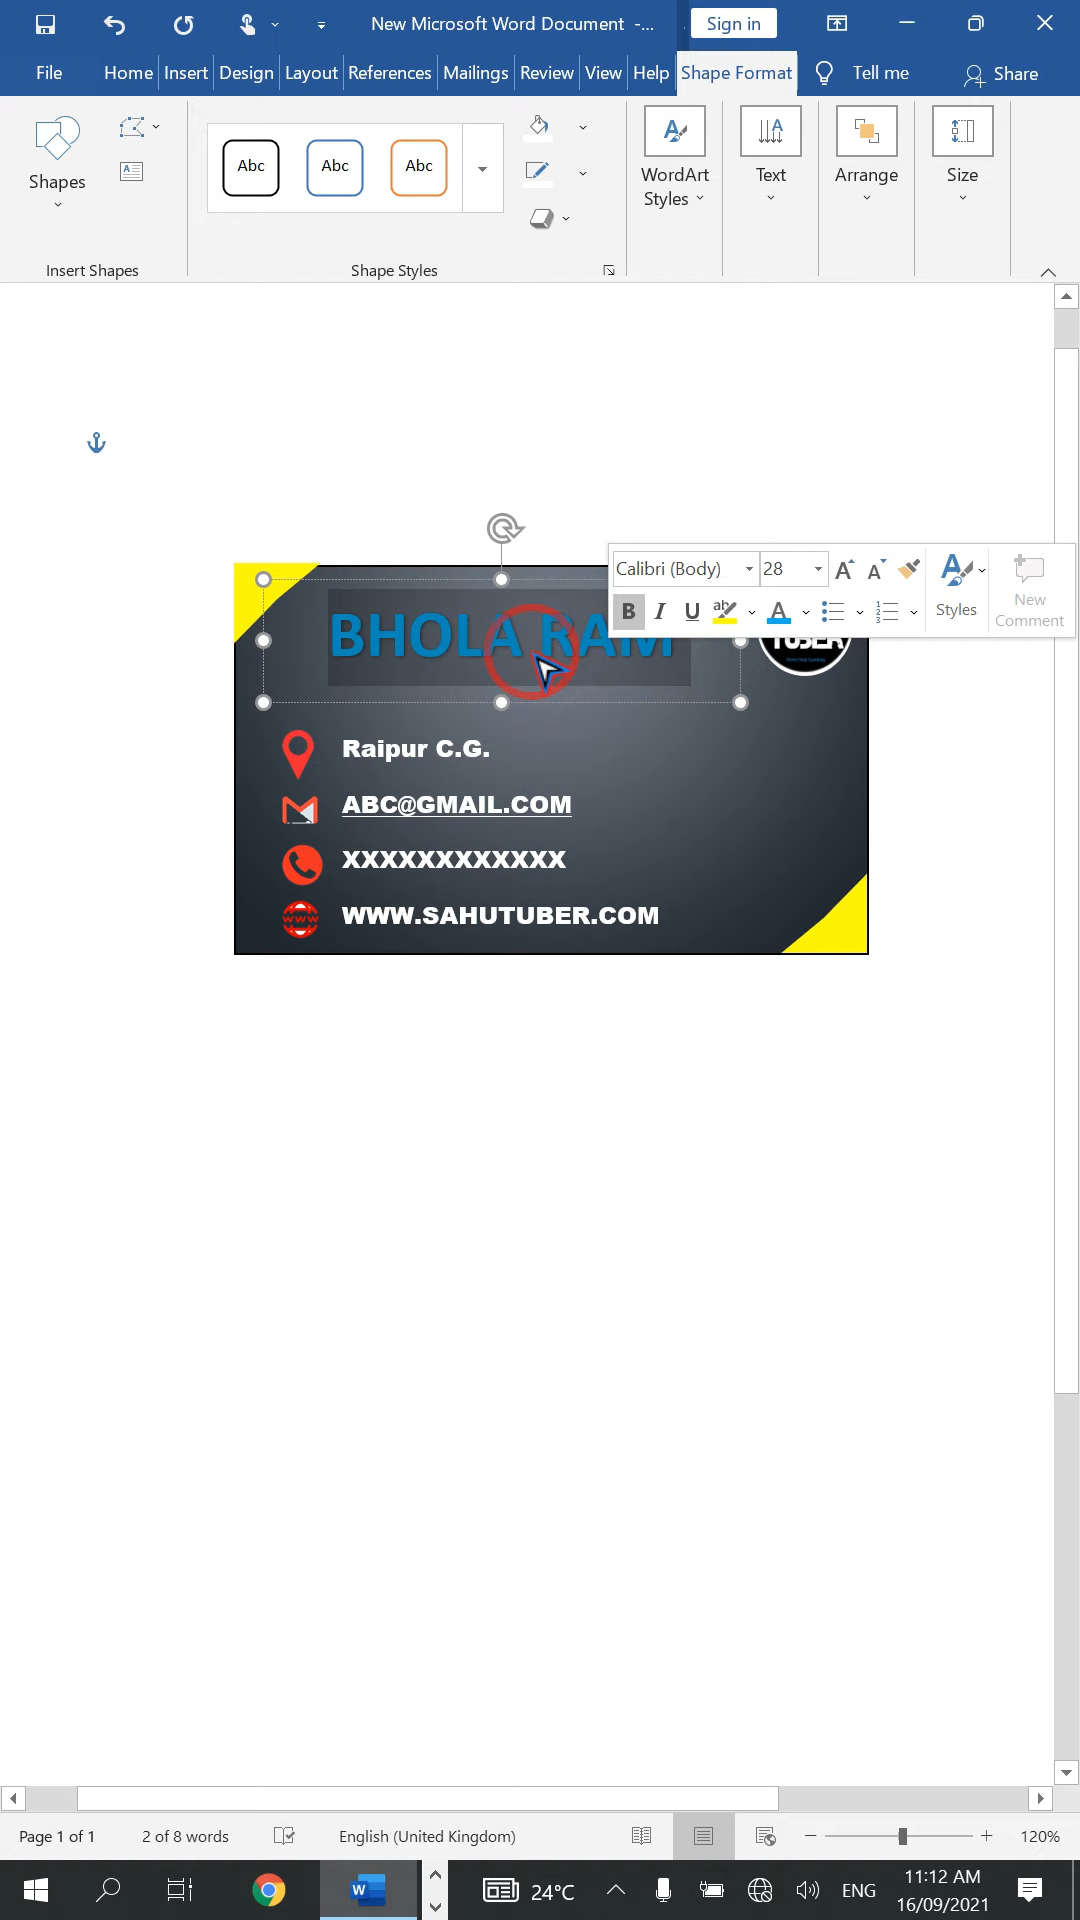 New Microsoft Word Document -...
Sign in
File Home Insert Design Layout References Mailings Review View Help Shape Format Tell me Share
Shapes
Abc Abc Abc
WordArt Styles
Text
Arrange
Size
Insert Shapes
Shape Styles
Calibri (Body) 28
B I U ab A
Styles
New
Comment
BHOLA RAM
TUBER
Raipur C.G.
ABC@GMAIL.COM
XXXXXXXXXXXX
WWW
WWW.SAHUTUBER.COM
Page 1 of 1 2 of 8 words English (United Kingdom) 120%
24°C ENG 11:12 AM
16/09/2021